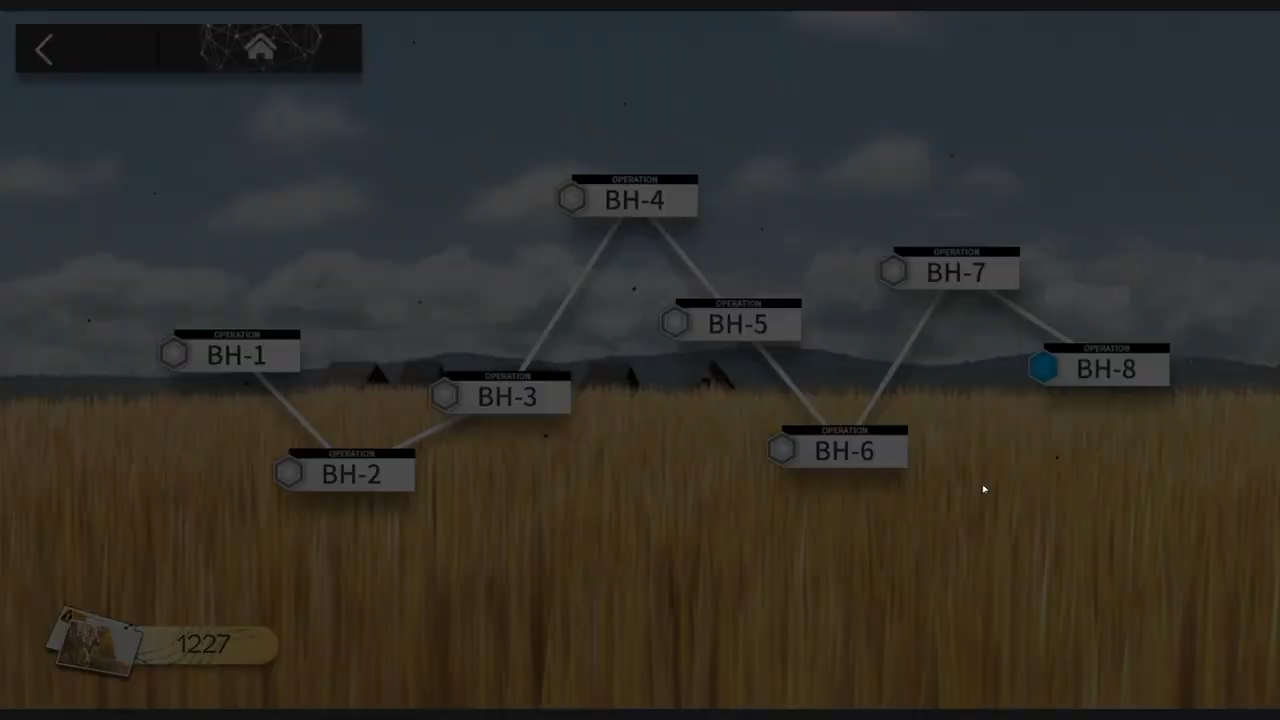 OPERATION
BH-4
OPERATION
BH-7
OPERATION
BH-5
OPERATION
BH-1
OPERATION
BH-8
OPERATION
BH-3
OPERATION
BH-6
OPERATION
BH-2
1227